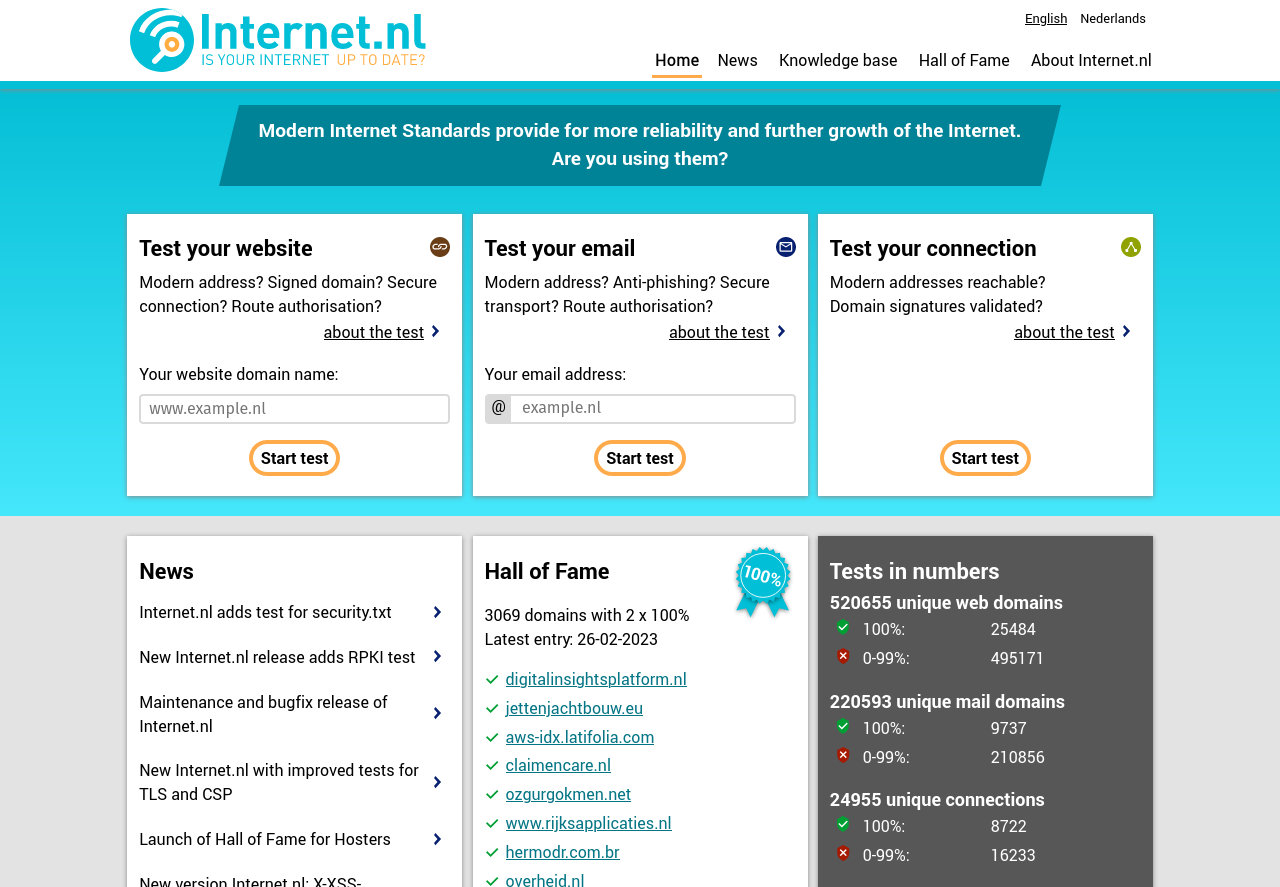 Internet.nl
IS YOUR INTERNET UP TO DATE?
English Nederlands
Home News Knowledge base Hall of Fame About Internet.nl
Modern Internet Standards provide for more reliability and further growth of the Internet.
Are you using them?
Test your website
Modern address? Signed domain? Secure
connection? Route authorisation?
about the test
Your website domain name:
www.example.nl
Start test
Test your email
Modern address? Anti-phishing? Secure
transport? Route authorisation?
about the test
Your email address:
@ example.nl
Start test
Test your connection
Modern addresses reachable?
Domain signatures validated?
about the test
Start test
News
Internet.nl adds test for security.txt
New Internet.nl release adds RPKI test
Maintenance and bugfix release of
Internet.nl
New Internet.nl with improved tests for
TLS and CSP
Launch of Hall of Fame for Hosters
New version Internet.nl: X-XSS-
Hall of Fame
100%
3069 domains with 2 x 100%
Latest entry: 26-02-2023
digitalinsightsplatform.nl
jettenjachtbouw.eu
aws-idx.latifolia.com
claimencare.nl
ozgurgokmen.net
www.rijksapplicaties.nl
hermodr.com.br
overheid.nl
Tests in numbers
520655 unique web domains
100%: 25484
0-99%: 495171
220593 unique mail domains
100%: 9737
0-99%: 210856
24955 unique connections
100%: 8722
0-99%: 16233